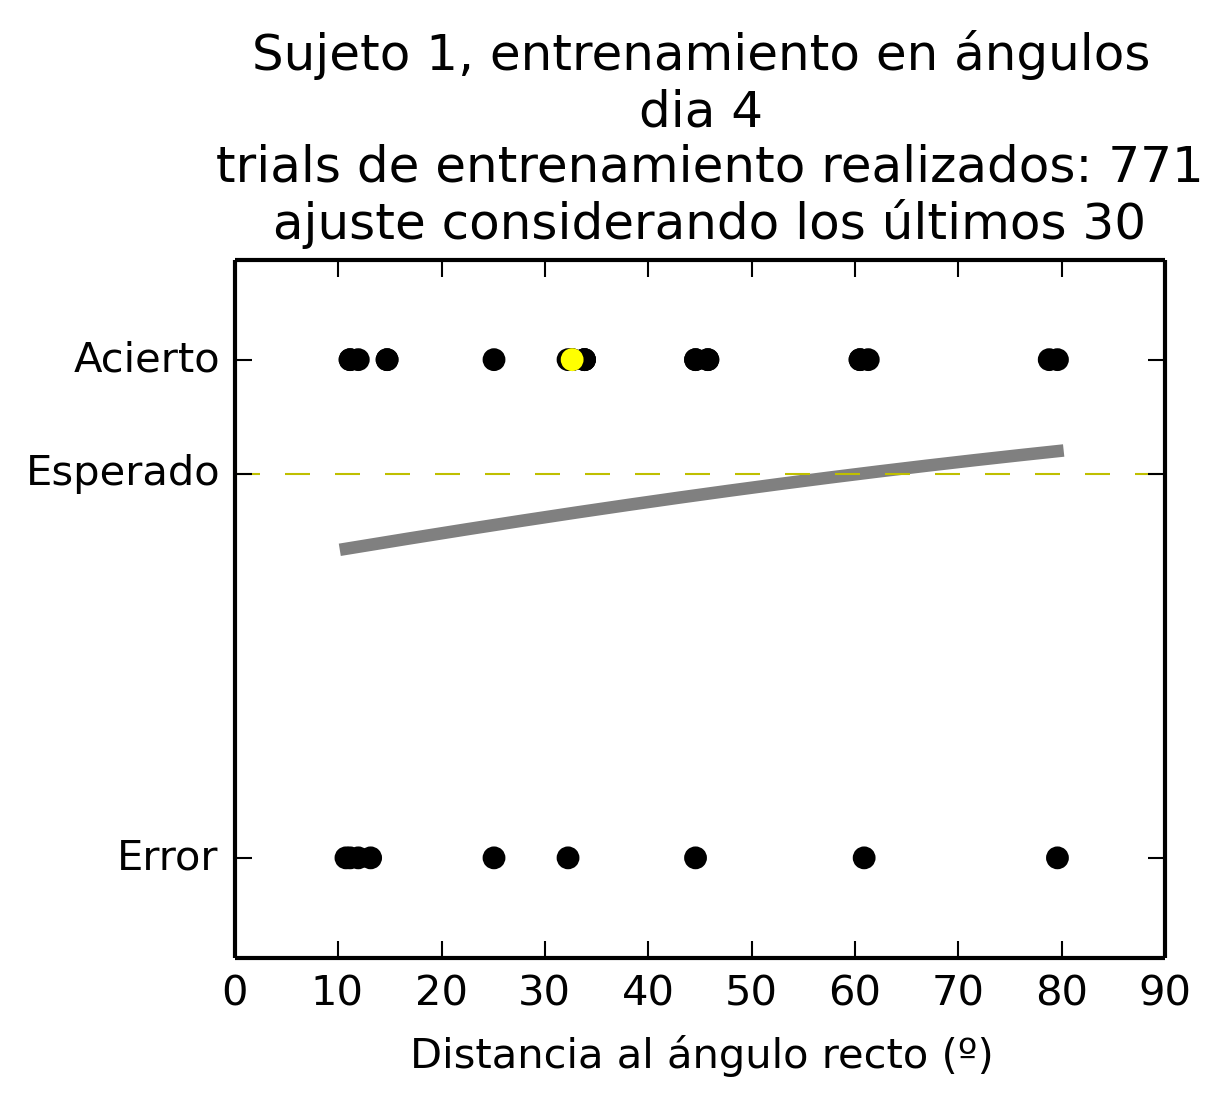 Sujeto 1, entrenamiento en ángulos
dia 4
trials de entrenamiento realizados: 771
ajuste considerando los últimos 30
Acierto
Esperado
Error
0 10 20 30 40 50 60 70 80 90
Distancia al ángulo recto (º)